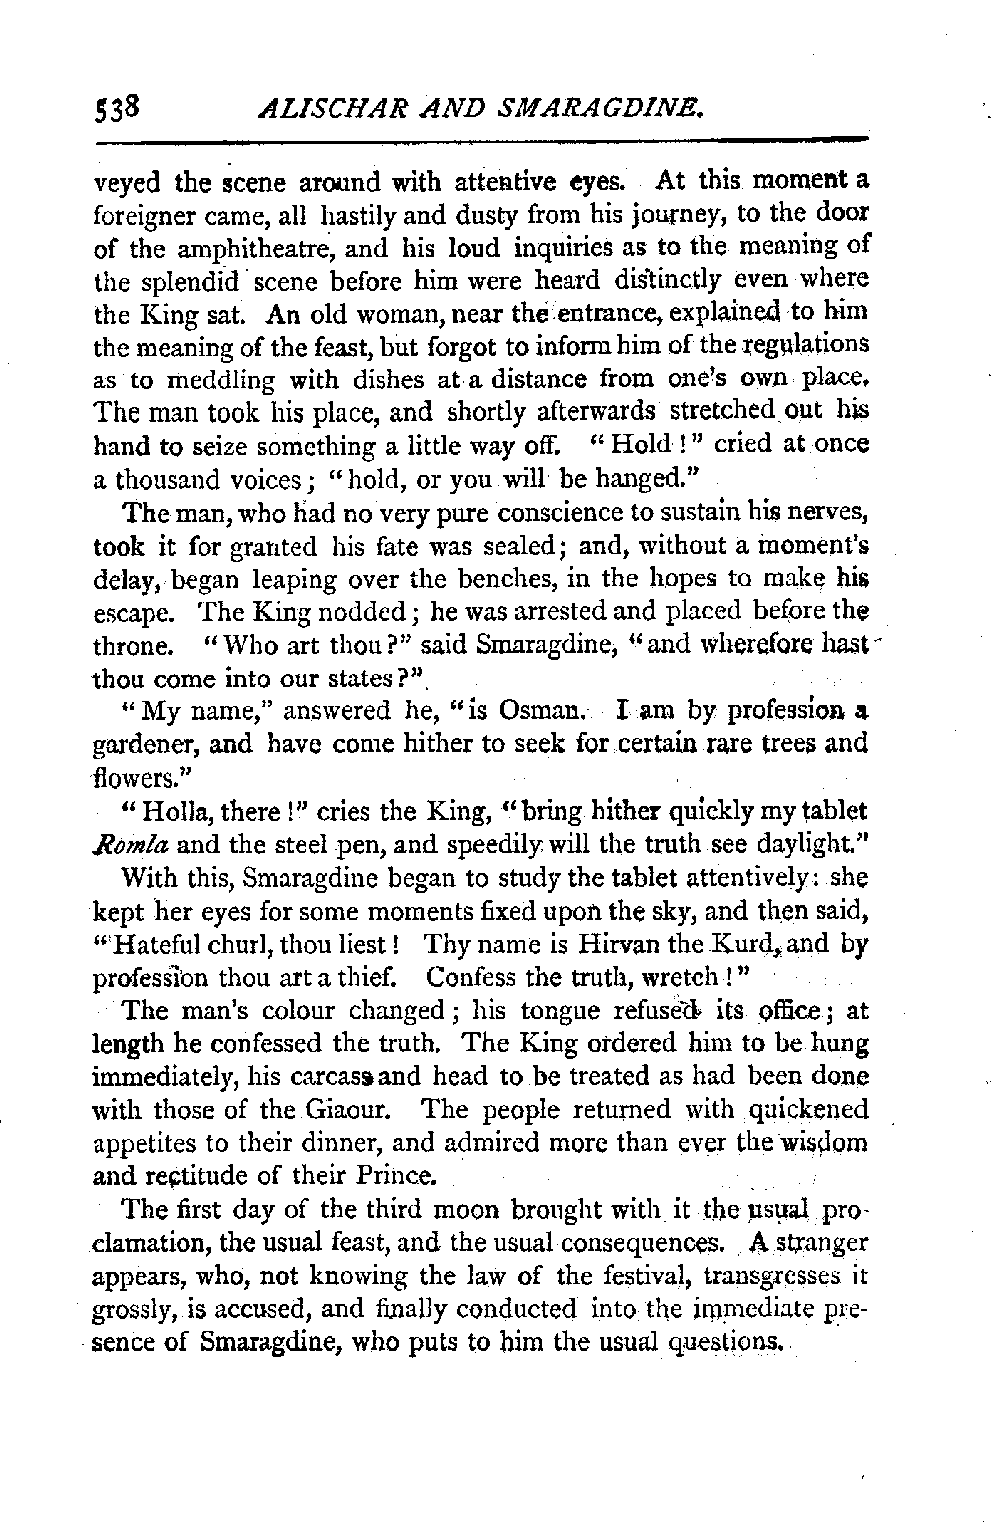 538 ALISCHAR AND SMARAGDINE.
veyed the scene around with attentive eyes. At this moment a
foreigner came, all hastily and dusty from his journey, to the door
of the amphitheatre, and his loud inquiries as to the meaning of
the splendid scene before him were heard distinctly even where
the King sat. An old woman, near the entrance, explained to him
the meaning of the feast, but forgot to inform him of the regulations
as to meddling with dishes at a distance from one's own place.
The man took his place, and shortly afterwards stretched out his
hand to seize something a little way off. "Hold!" cried at once
a thousand voices; "hold, or you will be hanged."
The man, who had no very pure conscience to sustain his nerves,
took it for granted his fate was sealed; and, without a moment's
delay, began leaping over the benches, in the hopes to make his
escape. The King nodded; he was arrested and placed before the
throne. "Who art thou?" said Smaragdine, "and wherefore hast
thou come into our states?"
"My name," answered he, "is Osman. I am by profession a
gardener, and have come hither to seek for certain rare trees and
flowers."
"Holla, there!" cries the King, "bring hither quickly my tablet
Romla and the steel pen, and speedily will the truth see daylight."
With this, Smaragdine began to study the tablet attentively: she
kept her eyes for some moments fixed upon the sky, and then said,
"Hateful churl, thou liest! Thy name is Hirvan the Kurd, and by
profession thou art a thief. Confess the truth, wretch!"
The man's colour changed; his tongue refused its office; at
length he confessed the truth. The King ordered him to be hung
immediately, his carcass and head to be treated as had been done
with those of the Giaour. The people returned with quickened
appetites to their dinner, and admired more than ever the wisdom
and rectitude of their Prince.
The first day of the third moon brought with it the usual pro-
clamation, the usual feast, and the usual consequences. A stranger
appears, who, not knowing the law of the festival, transgresses it
grossly, is accused, and finally conducted into the immediate pre-
sence of Smaragdine, who puts to him the usual questions.